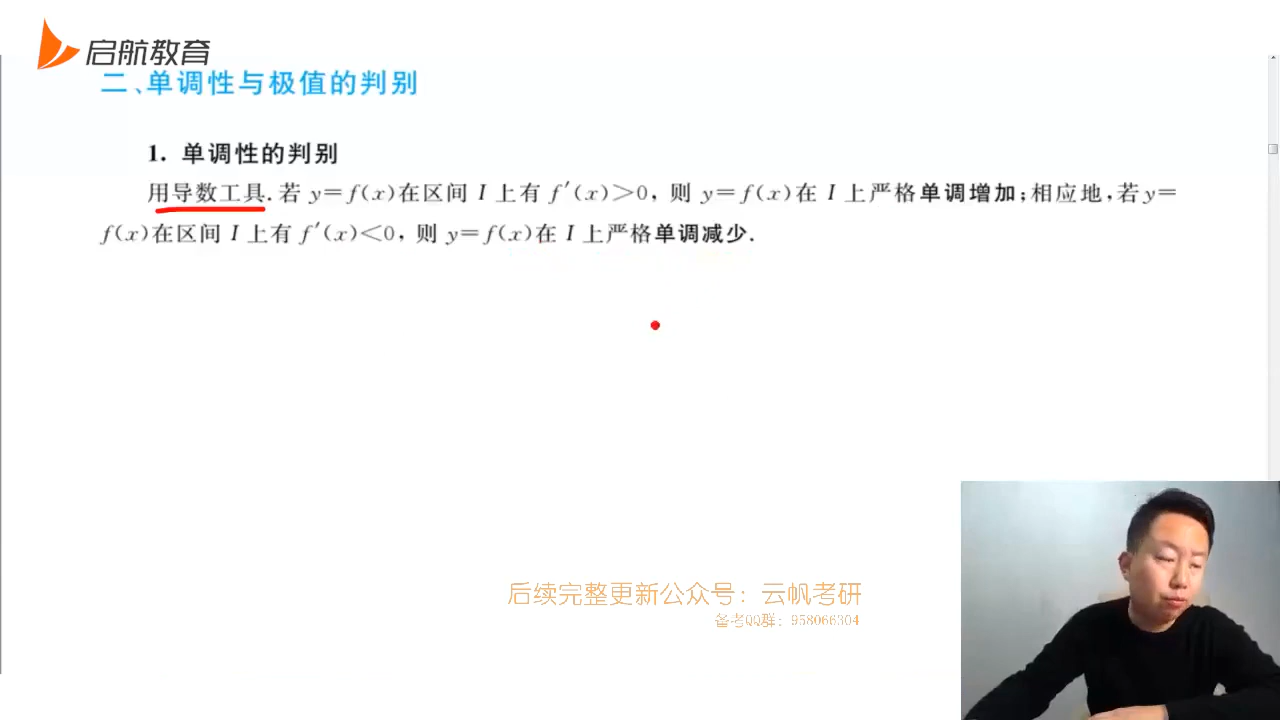 启航教育
二、单调性与极值的判别
1. 单调性的判别
用导数工具.若 y=f(x)在区间 I 上有 f′(x)>0, 则 y=f(x)在 I 上严格单调增加;相应地,若 y=
f(x)在区间 I 上有 f′(x)<0, 则 y=f(x)在 I 上严格单调减少.
后续完整更新公众号：云帆考研
备考QQ群：958066304